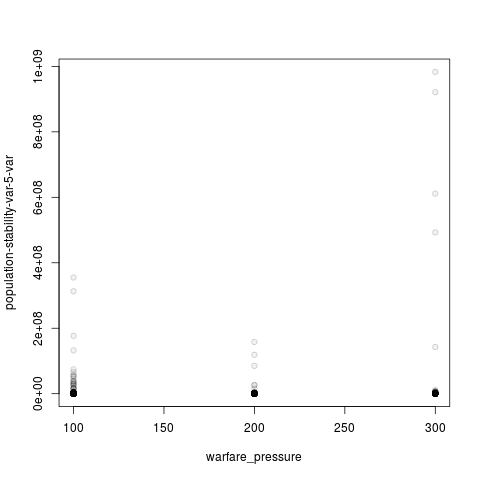 population-stability-var-5-var
1e+09
8e+08
6e+08
4e+08
2e+08
0e+00
100
150
200
250
300
warfare_pressure